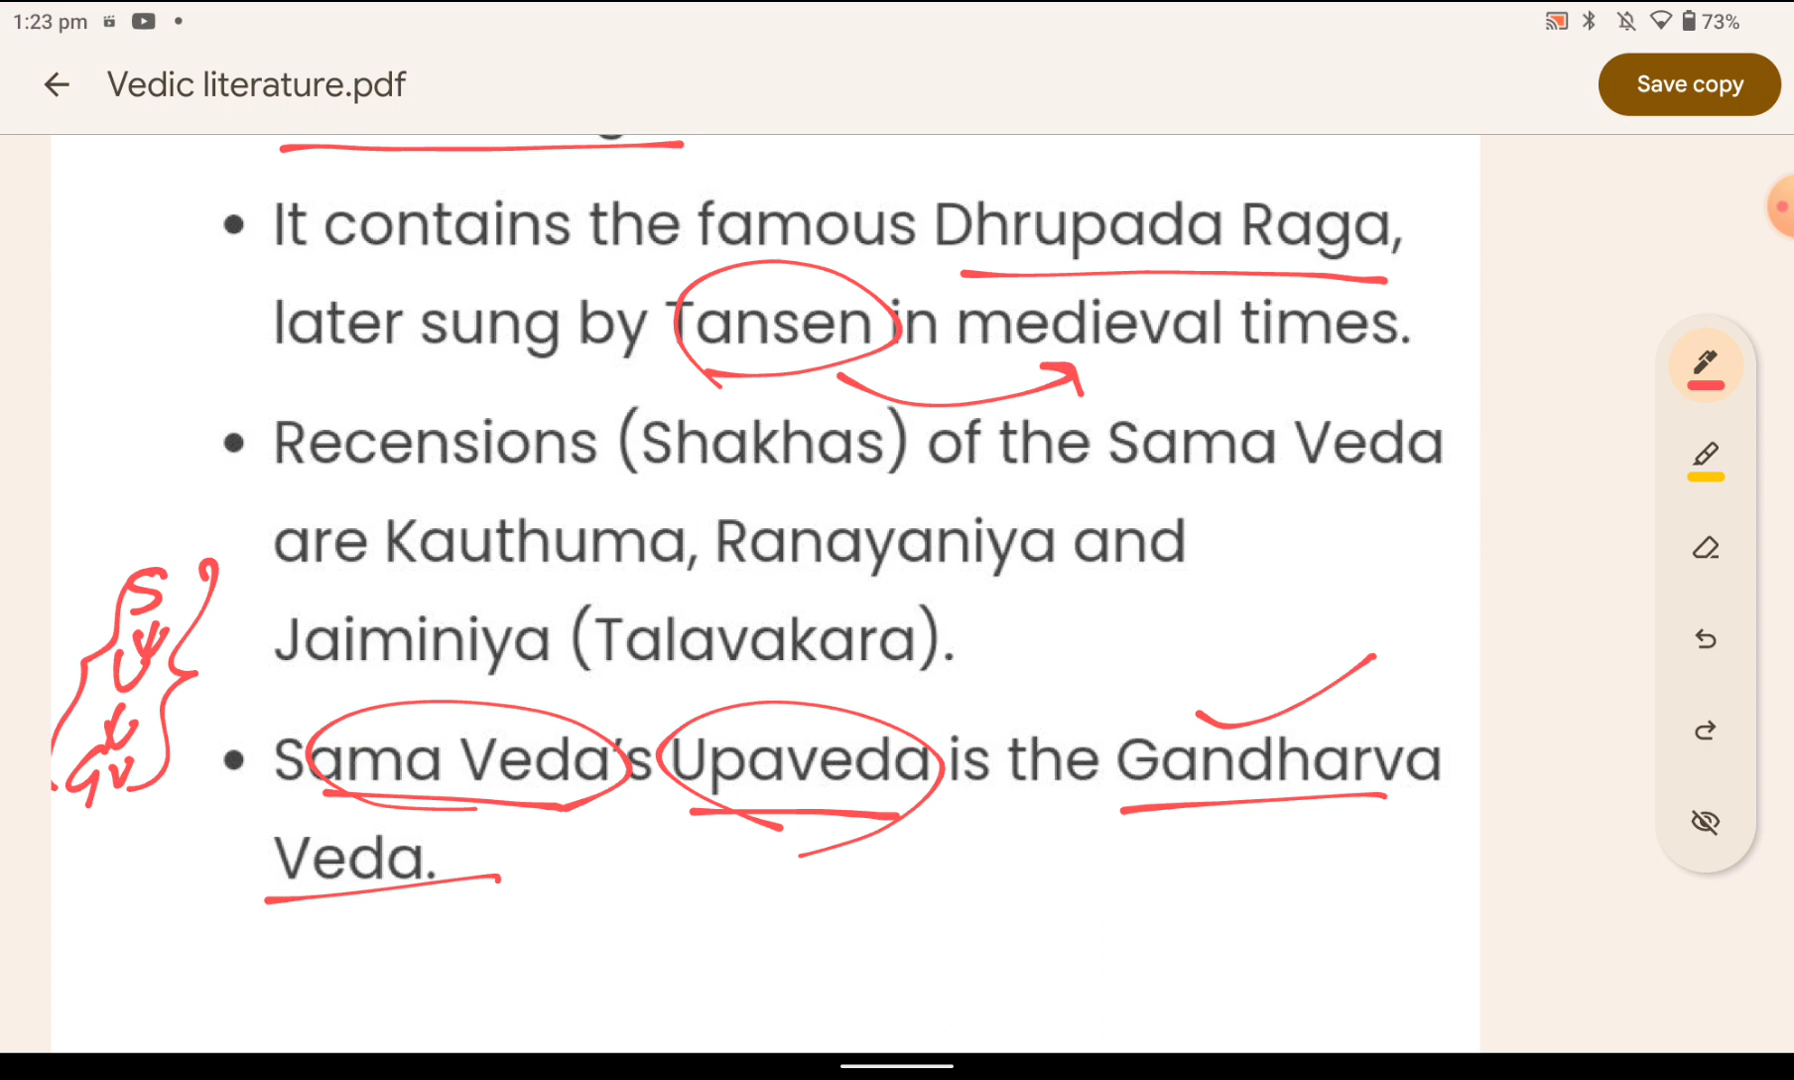 1:23 pm
73%
Vedic literature.pdf
Save copy
• It contains the famous Dhrupada Raga,
later sung by Tansen in medieval times.
• Recensions (Shakhas) of the Sama Veda
are Kauthuma, Ranayaniya and
Jaiminiya (Talavakara).
S
• Sama Veda's Upaveda is the Gandharva
GV
Veda.